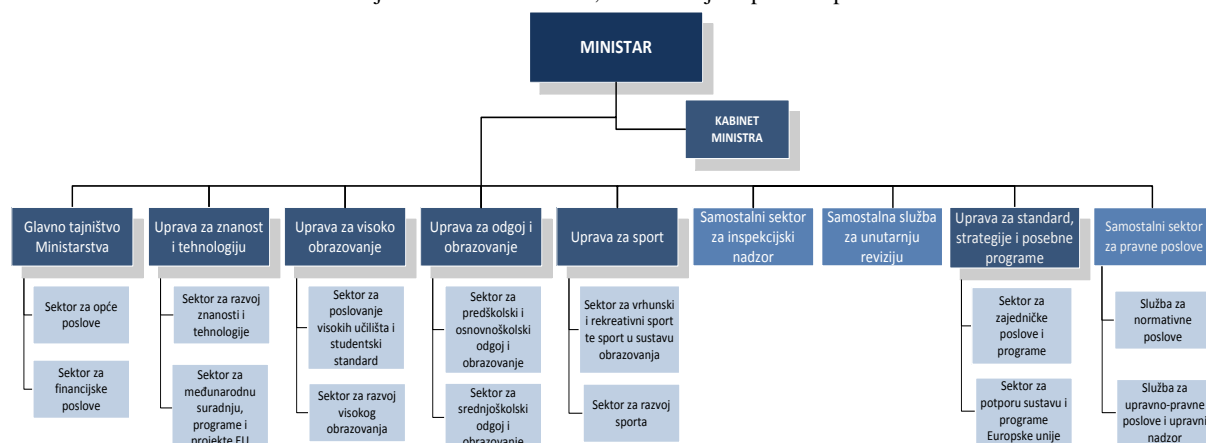 MINISTAR
KABINET
MINISTRA
Glavno tajništvo
Ministarstva
Uprava za znanost
i tehnologiju
Uprava za visoko
obrazovanje
Uprava za odgoj i
obrazovanje
Uprava za sport
Samostalni sektor
za inspekcijski
nadzor
Samostalna služba
za unutarnju
reviziju
Uprava za standard,
strategije i posebne
programe
Samostalni sektor
za pravne poslove
Sektor za opće
poslove
Sektor za
financijske
poslove
Sektor za razvoj
znanosti i
tehnologije
Sektor za
međunarodnu
suradnju,
programe i
projekte EU
Sektor za
poslovanje
visokih učilišta i
studentski
standard
Sektor za razvoj
visokog
obrazovanja
Sektor za
predškolski i
osnovnoškolski
odgoj i
obrazovanje
Sektor za
srednjoškolski
odgoj i
obrazovanje
Sektor za vrhunski
i rekreativni sport
te sport u sustavu
obrazovanja
Sektor za razvoj
sporta
Sektor za
zajedničke
poslove i
programe
Sektor za
potporu sustavu i
programe
Europske unije
Služba za
normativne
poslove
Služba za
upravno-pravne
poslove i upravni
nadzor